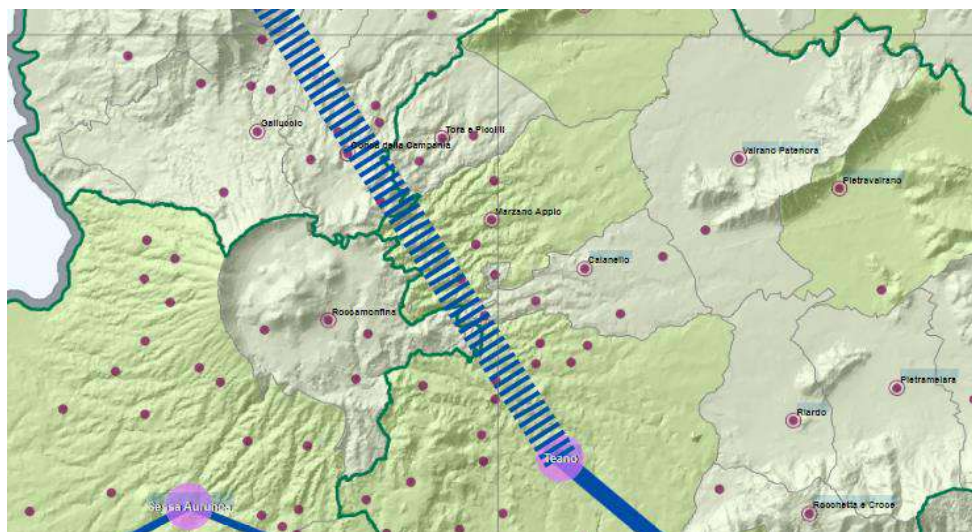 Galluccio
Tora e Piccilli
Conca della Campania
Vairano Patenora
Pietravairano
Marzano Appio
Caianello
Roccamonfina
Pietramelara
Riardo
Teano
Sessa Aurunca
Rocchetta e Croce